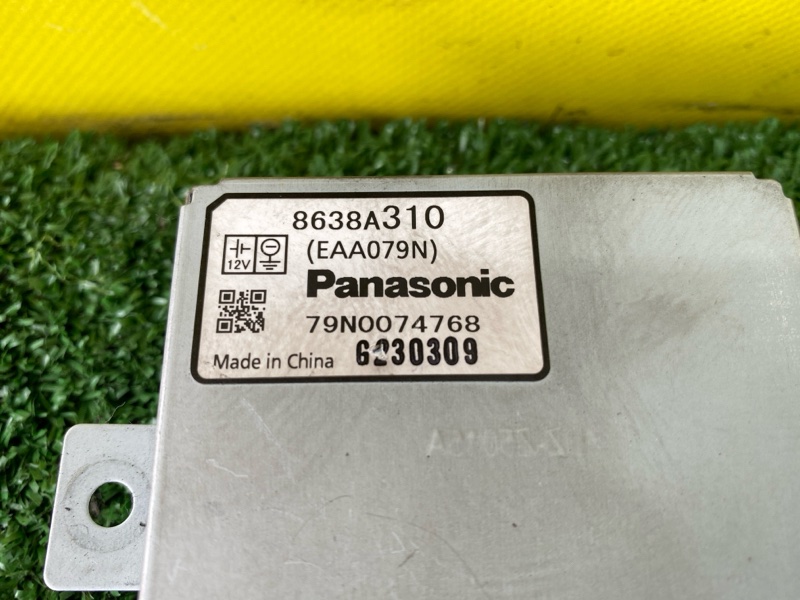 8638A310
12V
(EAA079N)
Panasonic
79N0074768
Made in China 6230309